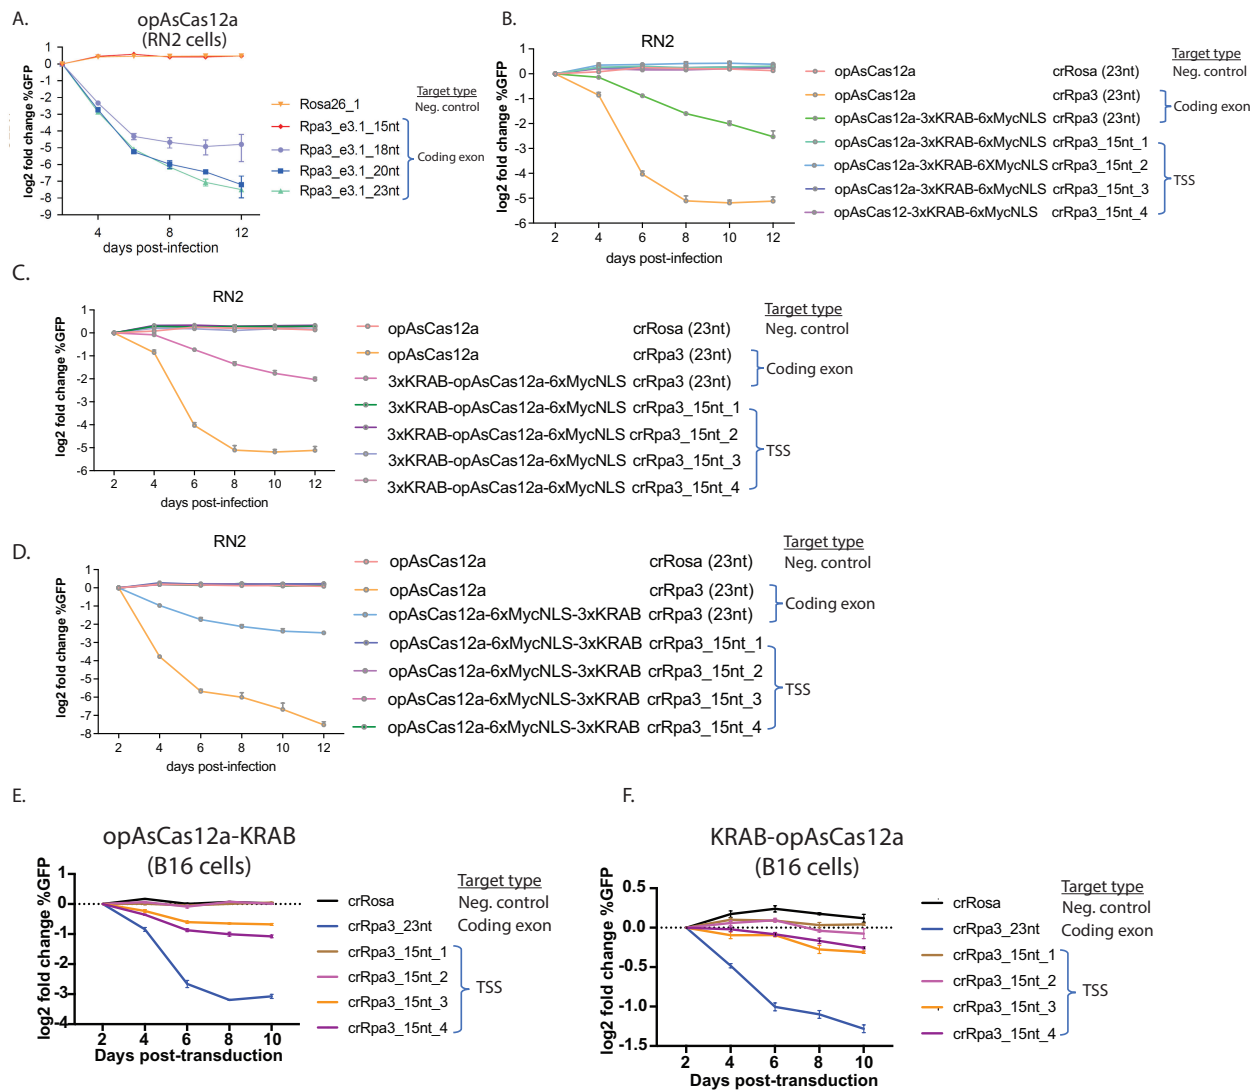 A.
opAsCas12a
(RN2 cells)
log2 fold change %GFP
1
0
-1
-2
-3
-4
-5
-6
-7
-8
-9
4
8
12
days post-infection
Target type
Rosa26_1
Neg. control
Rpa3_e3.1_15nt
Rpa3_e3.1_18nt
Coding exon
Rpa3_e3.1_20nt
Rpa3_e3.1_23nt
B.
RN2
log2 fold change %GFP
1
0
-1
-2
-3
-4
-5
-6
2 4 6 8 10 12
days post-infection
Target type
opAsCas12a crRosa (23nt) Neg. control
opAsCas12a crRpa3 (23nt)
Coding exon
opAsCas12a-3xKRAB-6xMycNLS crRpa3 (23nt)
opAsCas12a-3xKRAB-6xMycNLS crRpa3_15nt_1
opAsCas12a-3xKRAB-6XMycNLS crRpa3_15nt_2
TSS
opAsCas12a-3xKRAB-6xMycNLS crRpa3_15nt_3
opAsCas12-3xKRAB-6xMycNLS crRpa3_15nt_4
C.
RN2
log2 fold change %GFP
1
0
-1
-2
-3
-4
-5
-6
2 4 6 8 10 12
days post-infection
Target type
opAsCas12a crRosa (23nt) Neg. control
opAsCas12a crRpa3 (23nt)
Coding exon
3xKRAB-opAsCas12a-6xMycNLS crRpa3 (23nt)
3xKRAB-opAsCas12a-6xMycNLS crRpa3_15nt_1
3xKRAB-opAsCas12a-6xMycNLS crRpa3_15nt_2
TSS
3xKRAB-opAsCas12a-6xMycNLS crRpa3_15nt_3
3xKRAB-opAsCas12a-6xMycNLS crRpa3_15nt_4
D.
RN2
log2 fold change %GFP
1
0
-1
-2
-3
-4
-5
-6
-7
-8
2 4 6 8 10 12
days post-infection
Target type
opAsCas12a crRosa (23nt) Neg. control
opAsCas12a crRpa3 (23nt)
Coding exon
opAsCas12a-6xMycNLS-3xKRAB crRpa3 (23nt)
opAsCas12a-6xMycNLS-3xKRAB crRpa3_15nt_1
opAsCas12a-6xMycNLS-3xKRAB crRpa3_15nt_2
TSS
opAsCas12a-6xMycNLS-3xKRAB crRpa3_15nt_3
opAsCas12a-6xMycNLS-3xKRAB crRpa3_15nt_4
E.
opAsCas12a-KRAB
(B16 cells)
log2 fold change %GFP
1
0
-1
-2
-3
-4
2 4 6 8 10
Days post-transduction
Target type
crRosa Neg. control
crRpa3_23nt Coding exon
crRpa3_15nt_1
crRpa3_15nt_2
TSS
crRpa3_15nt_3
crRpa3_15nt_4
F.
KRAB-opAsCas12a
(B16 cells)
log2 fold change %GFP
0.5
0.0
-0.5
-1.0
-1.5
2 4 6 8 10
Days post-transduction
Target type
crRosa Neg. control
crRpa3_23nt Coding exon
crRpa3_15nt_1
crRpa3_15nt_2
TSS
crRpa3_15nt_3
crRpa3_15nt_4